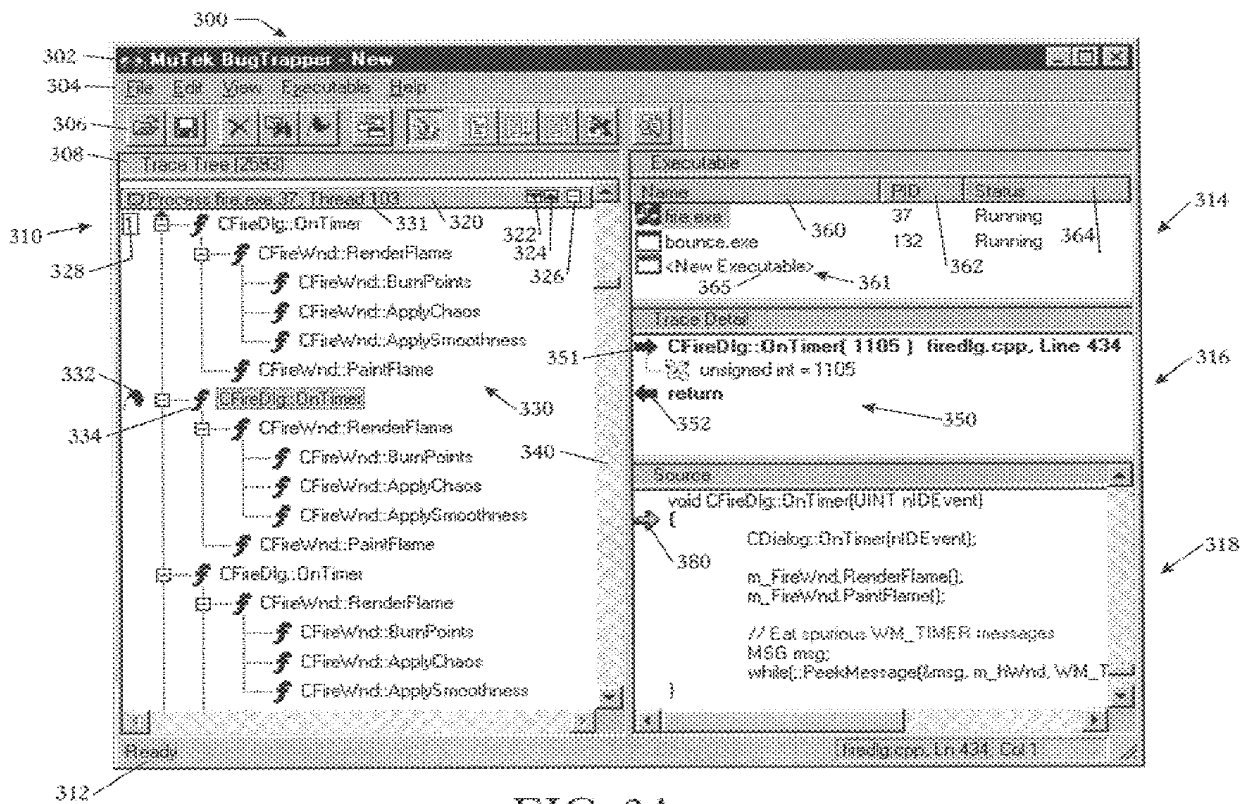 300
302
MuTek BugTrapper - New
304
File Edit View Executable Help
306
308
Trace Tree (2583)
Process fire.exe 37, Thread 103
310
328
331
320
322
324
326
CFireDlg::OnTimer
CFireWnd::RenderFlame
CFireWnd::BurnPoints
CFireWnd::ApplyChaos
CFireWnd::ApplySmoothness
CFireWnd::PaintFlame
332
330
CFireDlg::OnTimer
334
CFireWnd::RenderFlame
340
CFireWnd::BurnPoints
CFireWnd::ApplyChaos
CFireWnd::ApplySmoothness
CFireWnd::PaintFlame
CFireDlg::OnTimer
CFireWnd::RenderFlame
CFireWnd::BurnPoints
CFireWnd::ApplyChaos
CFireWnd::ApplySmoothness
Executable
Name PID Status
314
fire.exe 37 Running
360
bounce.exe 132 Running
364
362
<New Executable>
365
361
Trace Detail
351
CFireDlg::OnTimer( 1105 ) firedlg.cpp, Line 434
316
unsigned int = 1105
return
352
350
Source
void CFireDlg::OnTimer(UINT nIDEvent)
{
318
380
CDialog::OnTimer(nIDEvent);
m_FireWnd.RenderFlame();
m_FireWnd.PaintFlame();
// Eat spurious WM_TIMER messages
MSG msg;
while(::PeekMessage(&msg, m_hWnd, WM_T
}
Ready
firedlg.cpp, Ln 434, Col 1
312